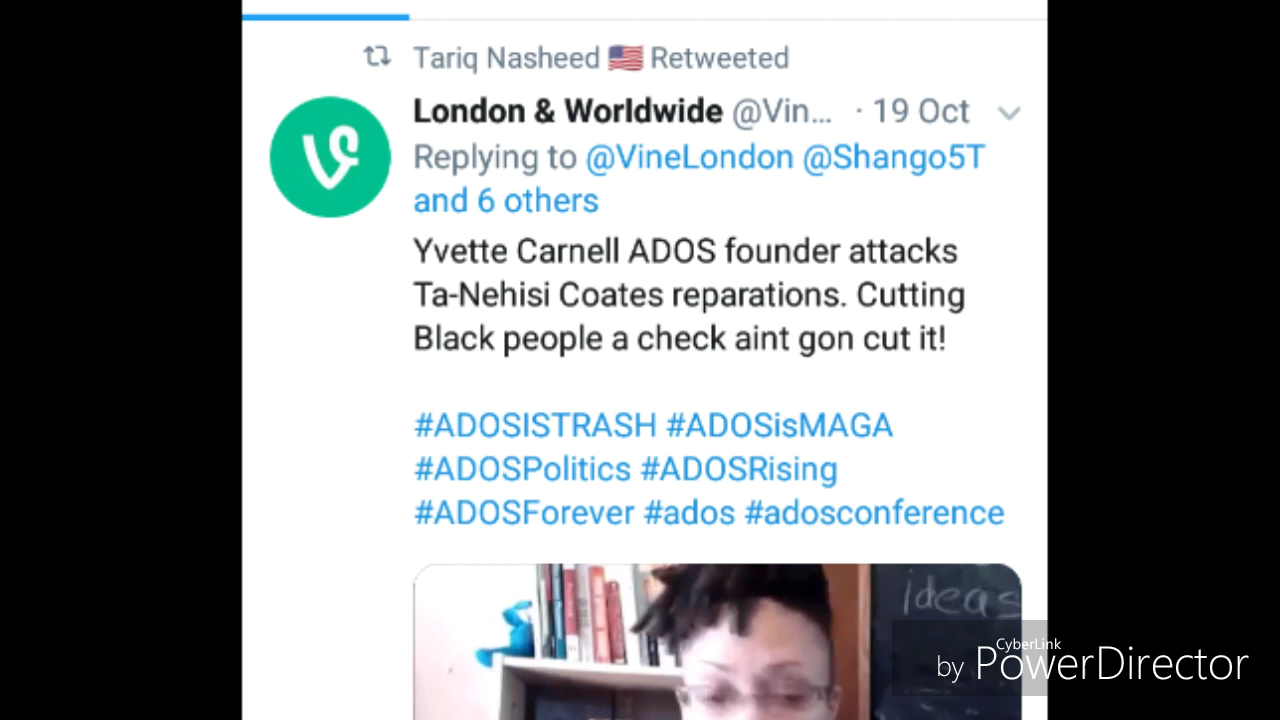 Tariq Nasheed 🇺🇸 Retweeted
London & Worldwide @Vin... · 19 Oct
Replying to @VineLondon @Shango5T
and 6 others
Yvette Carnell ADOS founder attacks
Ta-Nehisi Coates reparations. Cutting
Black people a check aint gon cut it!
#ADOSISTRASH #ADOSisMAGA
#ADOSPolitics #ADOSRising
#ADOSForever #ados #adosconference
ideas
CyberLink
by PowerDirector